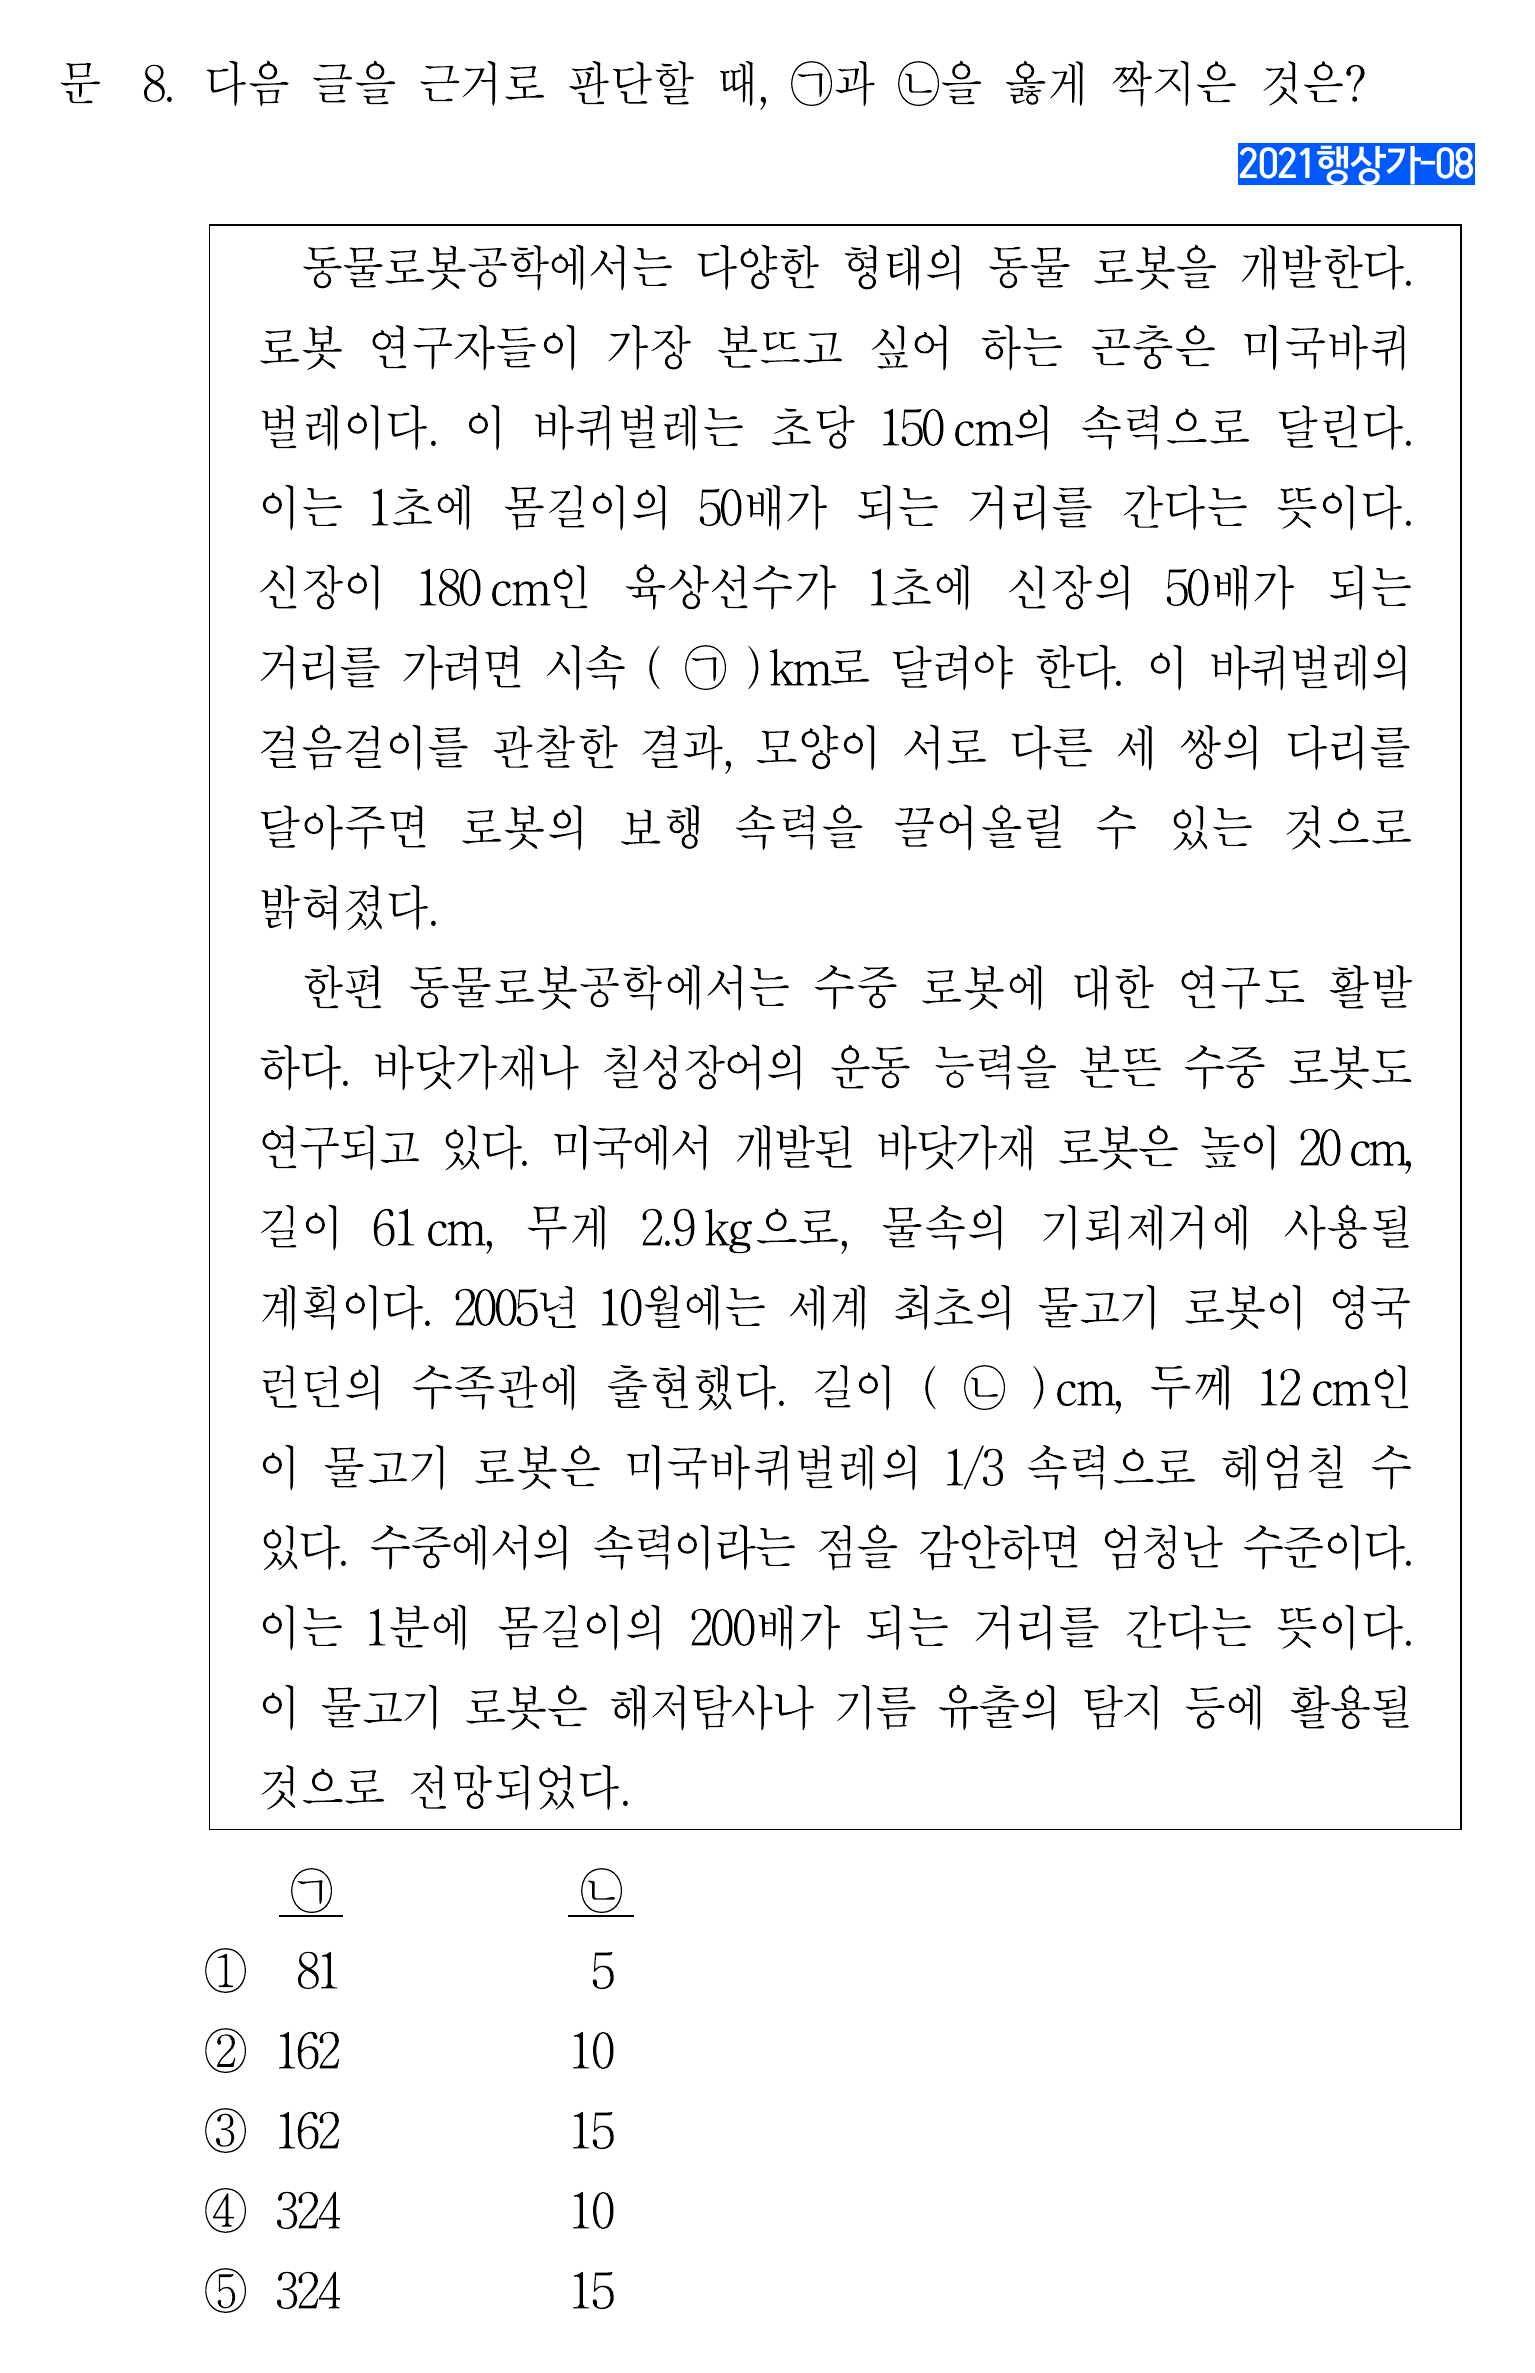 문 8. 다음 글을 근거로 판단할 때, ㉠과 ㉡을 옳게 짝지은 것은?
2021행상가-08
동물로봇공학에서는 다양한 형태의 동물 로봇을 개발한다.
로봇 연구자들이 가장 본뜨고 싶어 하는 곤충은 미국바퀴
벌레이다. 이 바퀴벌레는 초당 150 cm의 속력으로 달린다.
이는 1초에 몸길이의 50배가 되는 거리를 간다는 뜻이다.
신장이 180 cm인 육상선수가 1초에 신장의 50배가 되는
거리를 가려면 시속 ( ㉠ ) km로 달려야 한다. 이 바퀴벌레의
걸음걸이를 관찰한 결과, 모양이 서로 다른 세 쌍의 다리를
달아주면 로봇의 보행 속력을 끌어올릴 수 있는 것으로
밝혀졌다.
한편 동물로봇공학에서는 수중 로봇에 대한 연구도 활발
하다. 바닷가재나 칠성장어의 운동 능력을 본뜬 수중 로봇도
연구되고 있다. 미국에서 개발된 바닷가재 로봇은 높이 20 cm,
길이 61 cm, 무게 2.9 kg으로, 물속의 기뢰제거에 사용될
계획이다. 2005년 10월에는 세계 최초의 물고기 로봇이 영국
런던의 수족관에 출현했다. 길이 ( ㉡ ) cm, 두께 12 cm인
이 물고기 로봇은 미국바퀴벌레의 1/3 속력으로 헤엄칠 수
있다. 수중에서의 속력이라는 점을 감안하면 엄청난 수준이다.
이는 1분에 몸길이의 200배가 되는 거리를 간다는 뜻이다.
이 물고기 로봇은 해저탐사나 기름 유출의 탐지 등에 활용될
것으로 전망되었다.
㉠ ㉡
① 81 5
② 162 10
③ 162 15
④ 324 10
⑤ 324 15